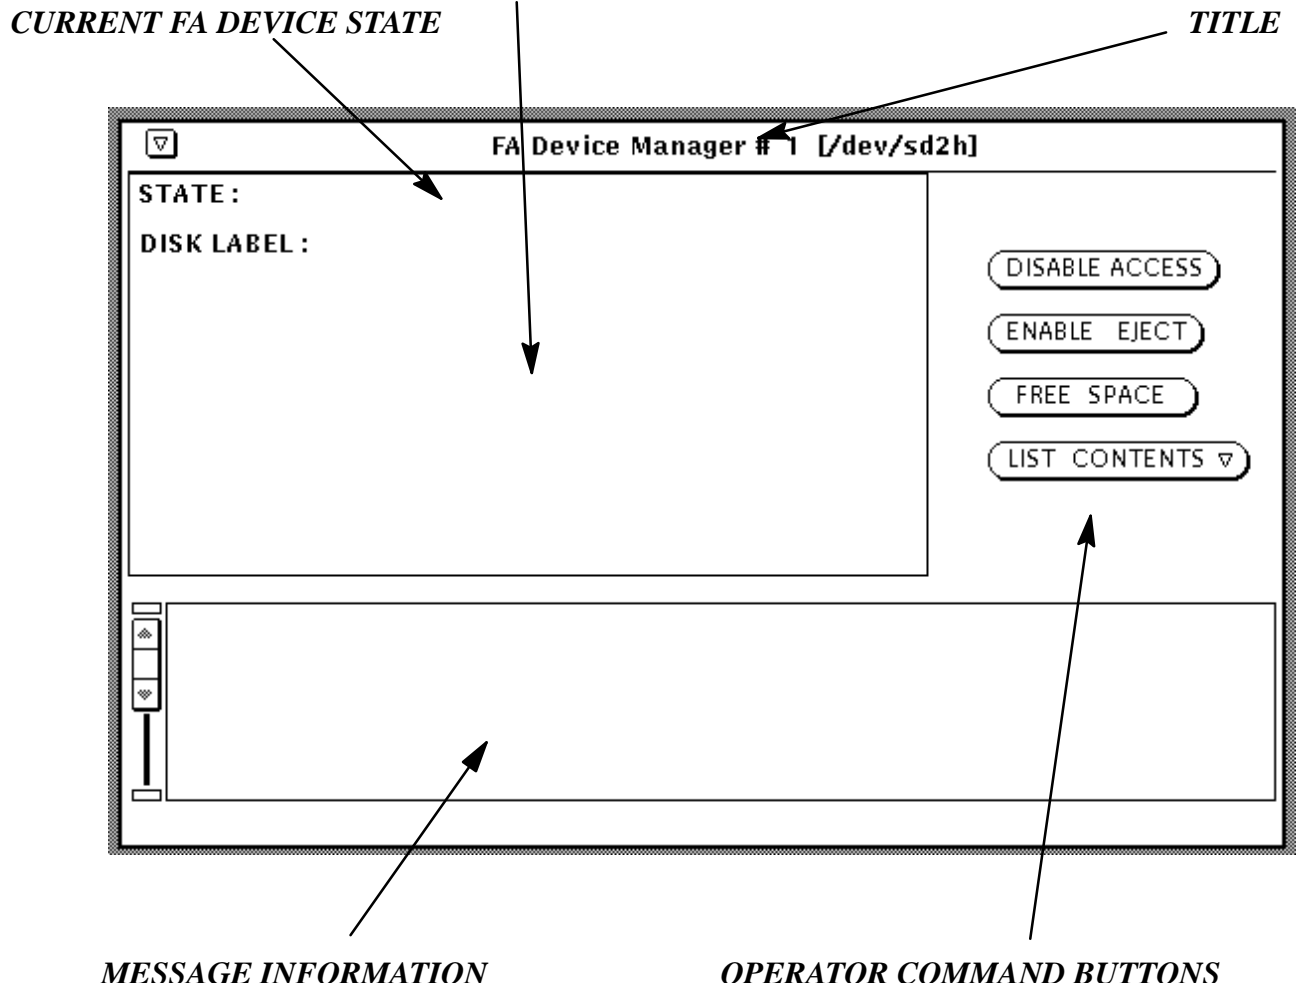 CURRENT FA DEVICE STATE
TITLE
FA Device Manager # 1 [/dev/sd2h]
STATE :
DISK LABEL :
DISABLE ACCESS
ENABLE EJECT
FREE SPACE
LIST CONTENTS
MESSAGE INFORMATION
OPERATOR COMMAND BUTTONS